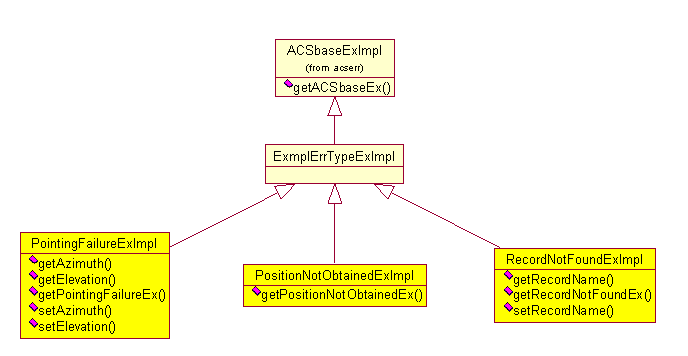 ACSbaseExImpl
(from acserr)
getACSbaseEx()
ExmplErrTypeExImpl
PointingFailureExImpl
getAzimuth()
getElevation()
getPointingFailureEx()
setAzimuth()
setElevation()
PositionNotObtainedExImpl
getPositionNotObtainedEx()
RecordNotFoundExImpl
getRecordName()
getRecordNotFoundEx()
setRecordName()